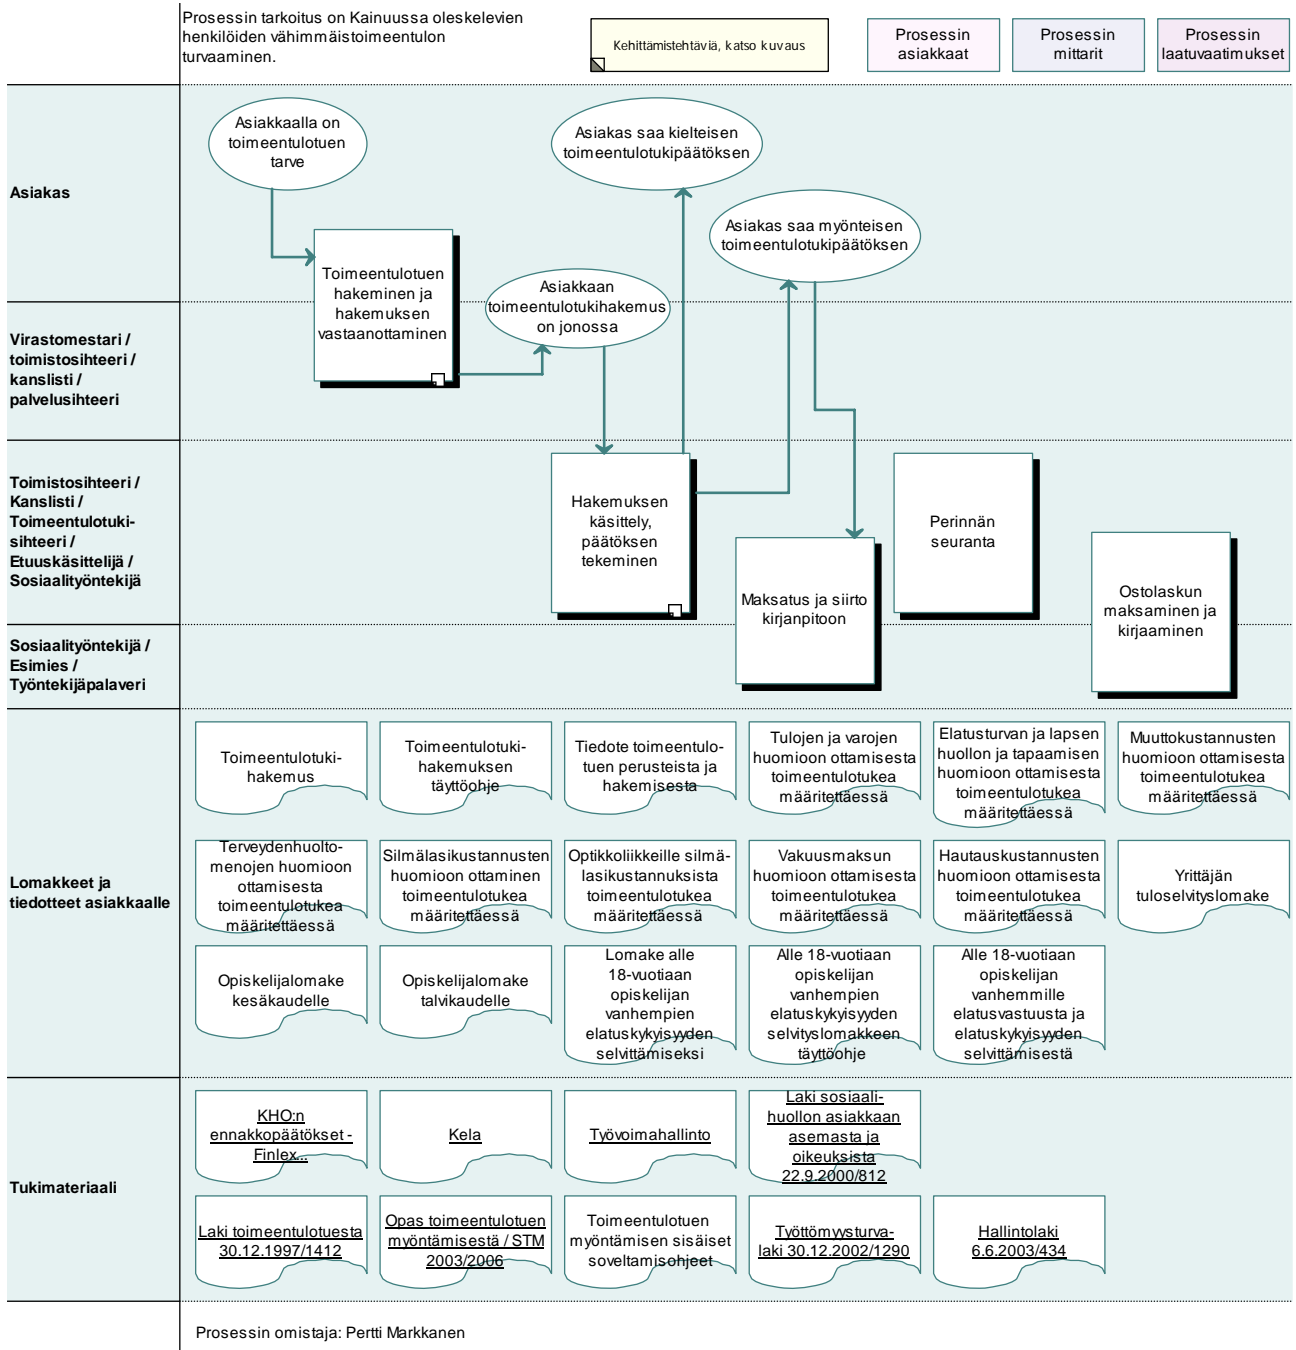 Prosessin tarkoitus on Kainuussa oleskelevien
henkilöiden vähimmäistoimeentulon
turvaaminen.
Kehittämistehtäviä, katso kuvaus
Prosessin
asiakkaat
Prosessin
mittarit
Prosessin
laatuvaatimukset
Asiakas
Asiakkaalla on
toimeentulotuen
tarve
Asiakas saa kielteisen
toimeentulotukipäätöksen
Asiakas saa myönteisen
toimeentulotukipäätöksen
Toimeentulotuen
hakeminen ja
hakemuksen
vastaanottaminen
Asiakkaan
toimeentulotukihakemus
on jonossa
Virastomestari /
toimistosihteeri /
kanslisti /
palvelusihteeri
Toimistosihteeri /
Kanslisti /
Toimeentulotuki-
sihteeri /
Etuuskäsittelijä /
Sosiaalityöntekijä
Hakemuksen
käsittely,
päätöksen
tekeminen
Perinnän
seuranta
Maksatus ja siirto
kirjanpitoon
Ostolaskun
maksaminen ja
kirjaaminen
Sosiaalityöntekijä /
Esimies /
Työntekijäpalaveri
Lomakkeet ja
tiedotteet asiakkaalle
Toimeentulotuki-
hakemus
Toimeentulotuki-
hakemuksen
täyttöohje
Tiedote toimeentulo-
tuen perusteista ja
hakemisesta
Tulojen ja varojen
huomioon ottamisesta
toimeentulotukea
määritettäessä
Elatusturvan ja lapsen
huollon ja tapaamisen
huomioon ottamisesta
toimeentulotukea
määritettäessä
Muuttokustannusten
huomioon ottamisesta
toimeentulotukea
määritettäessä
Terveydenhuolto-
menojen huomioon
ottamisesta
toimeentulotukea
määritettäessä
Silmälasikustannusten
huomioon ottaminen
toimeentulotukea
määritettäessä
Optikkoliikkeille silmä-
lasikustannuksista
toimeentulotukea
määritettäessä
Vakuusmaksun
huomioon ottamisesta
toimeentulotukea
määritettäessä
Hautauskustannusten
huomioon ottamisesta
toimeentulotukea
määritettäessä
Yrittäjän
tuloselvityslomake
Opiskelijalomake
kesäkaudelle
Opiskelijalomake
talvikaudelle
Lomake alle
18-vuotiaan
opiskelijan
vanhempien
elatuskykyisyyden
selvittämiseksi
Alle 18-vuotiaan
opiskelijan
vanhempien
elatuskykyisyyden
selvityslomakkeen
täyttöohje
Alle 18-vuotiaan
opiskelijan
vanhemmille
elatusvastuusta ja
elatuskykyisyyden
selvittämisestä
Tukimateriaali
KHO:n
ennakkopäätökset -
Finlex...
Kela
Työvoimahallinto
Laki sosiaali-
huollon asiakkaan
asemasta ja
oikeuksista
22.9.2000/812
Laki toimeentulotuesta
30.12.1997/1412
Opas toimeentulotuen
myöntämisestä / STM
2003/2006
Toimeentulotuen
myöntämisen sisäiset
soveltamisohjeet
Työttömyysturva-
laki 30.12.2002/1290
Hallintolaki
6.6.2003/434
Prosessin omistaja: Pertti Markkanen